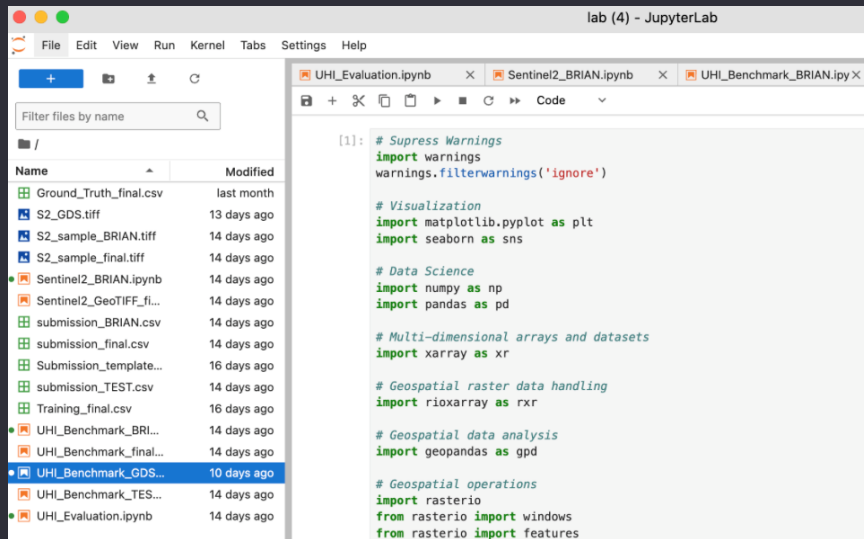 lab (4) - JupyterLab
File Edit View Run Kernel Tabs Settings Help
UHI_Evaluation.ipynb Sentinel2_BRIAN.ipynb UHI_Benchmark_BRIAN.ipy
Filter files by name
Code
/
Name Modified
Ground_Truth_final.csv last month
S2_GDS.tiff 13 days ago
S2_sample_BRIAN.tiff 14 days ago
S2_sample_final.tiff 14 days ago
Sentinel2_BRIAN.ipynb 14 days ago
Sentinel2_GeoTIFF_fi... 14 days ago
submission_BRIAN.csv 14 days ago
submission_final.csv 14 days ago
Submission_template... 16 days ago
submission_TEST.csv 14 days ago
Training_final.csv 16 days ago
UHI_Benchmark_BRI... 14 days ago
UHI_Benchmark_final... 14 days ago
UHI_Benchmark_GDS... 10 days ago
UHI_Benchmark_TES... 14 days ago
UHI_Evaluation.ipynb 14 days ago
[1]: # Supress Warnings
import warnings
warnings.filterwarnings('ignore')
# Visualization
import matplotlib.pyplot as plt
import seaborn as sns
# Data Science
import numpy as np
import pandas as pd
# Multi-dimensional arrays and datasets
import xarray as xr
# Geospatial raster data handling
import rioxarray as rxr
# Geospatial data analysis
import geopandas as gpd
# Geospatial operations
import rasterio
from rasterio import windows
from rasterio import features